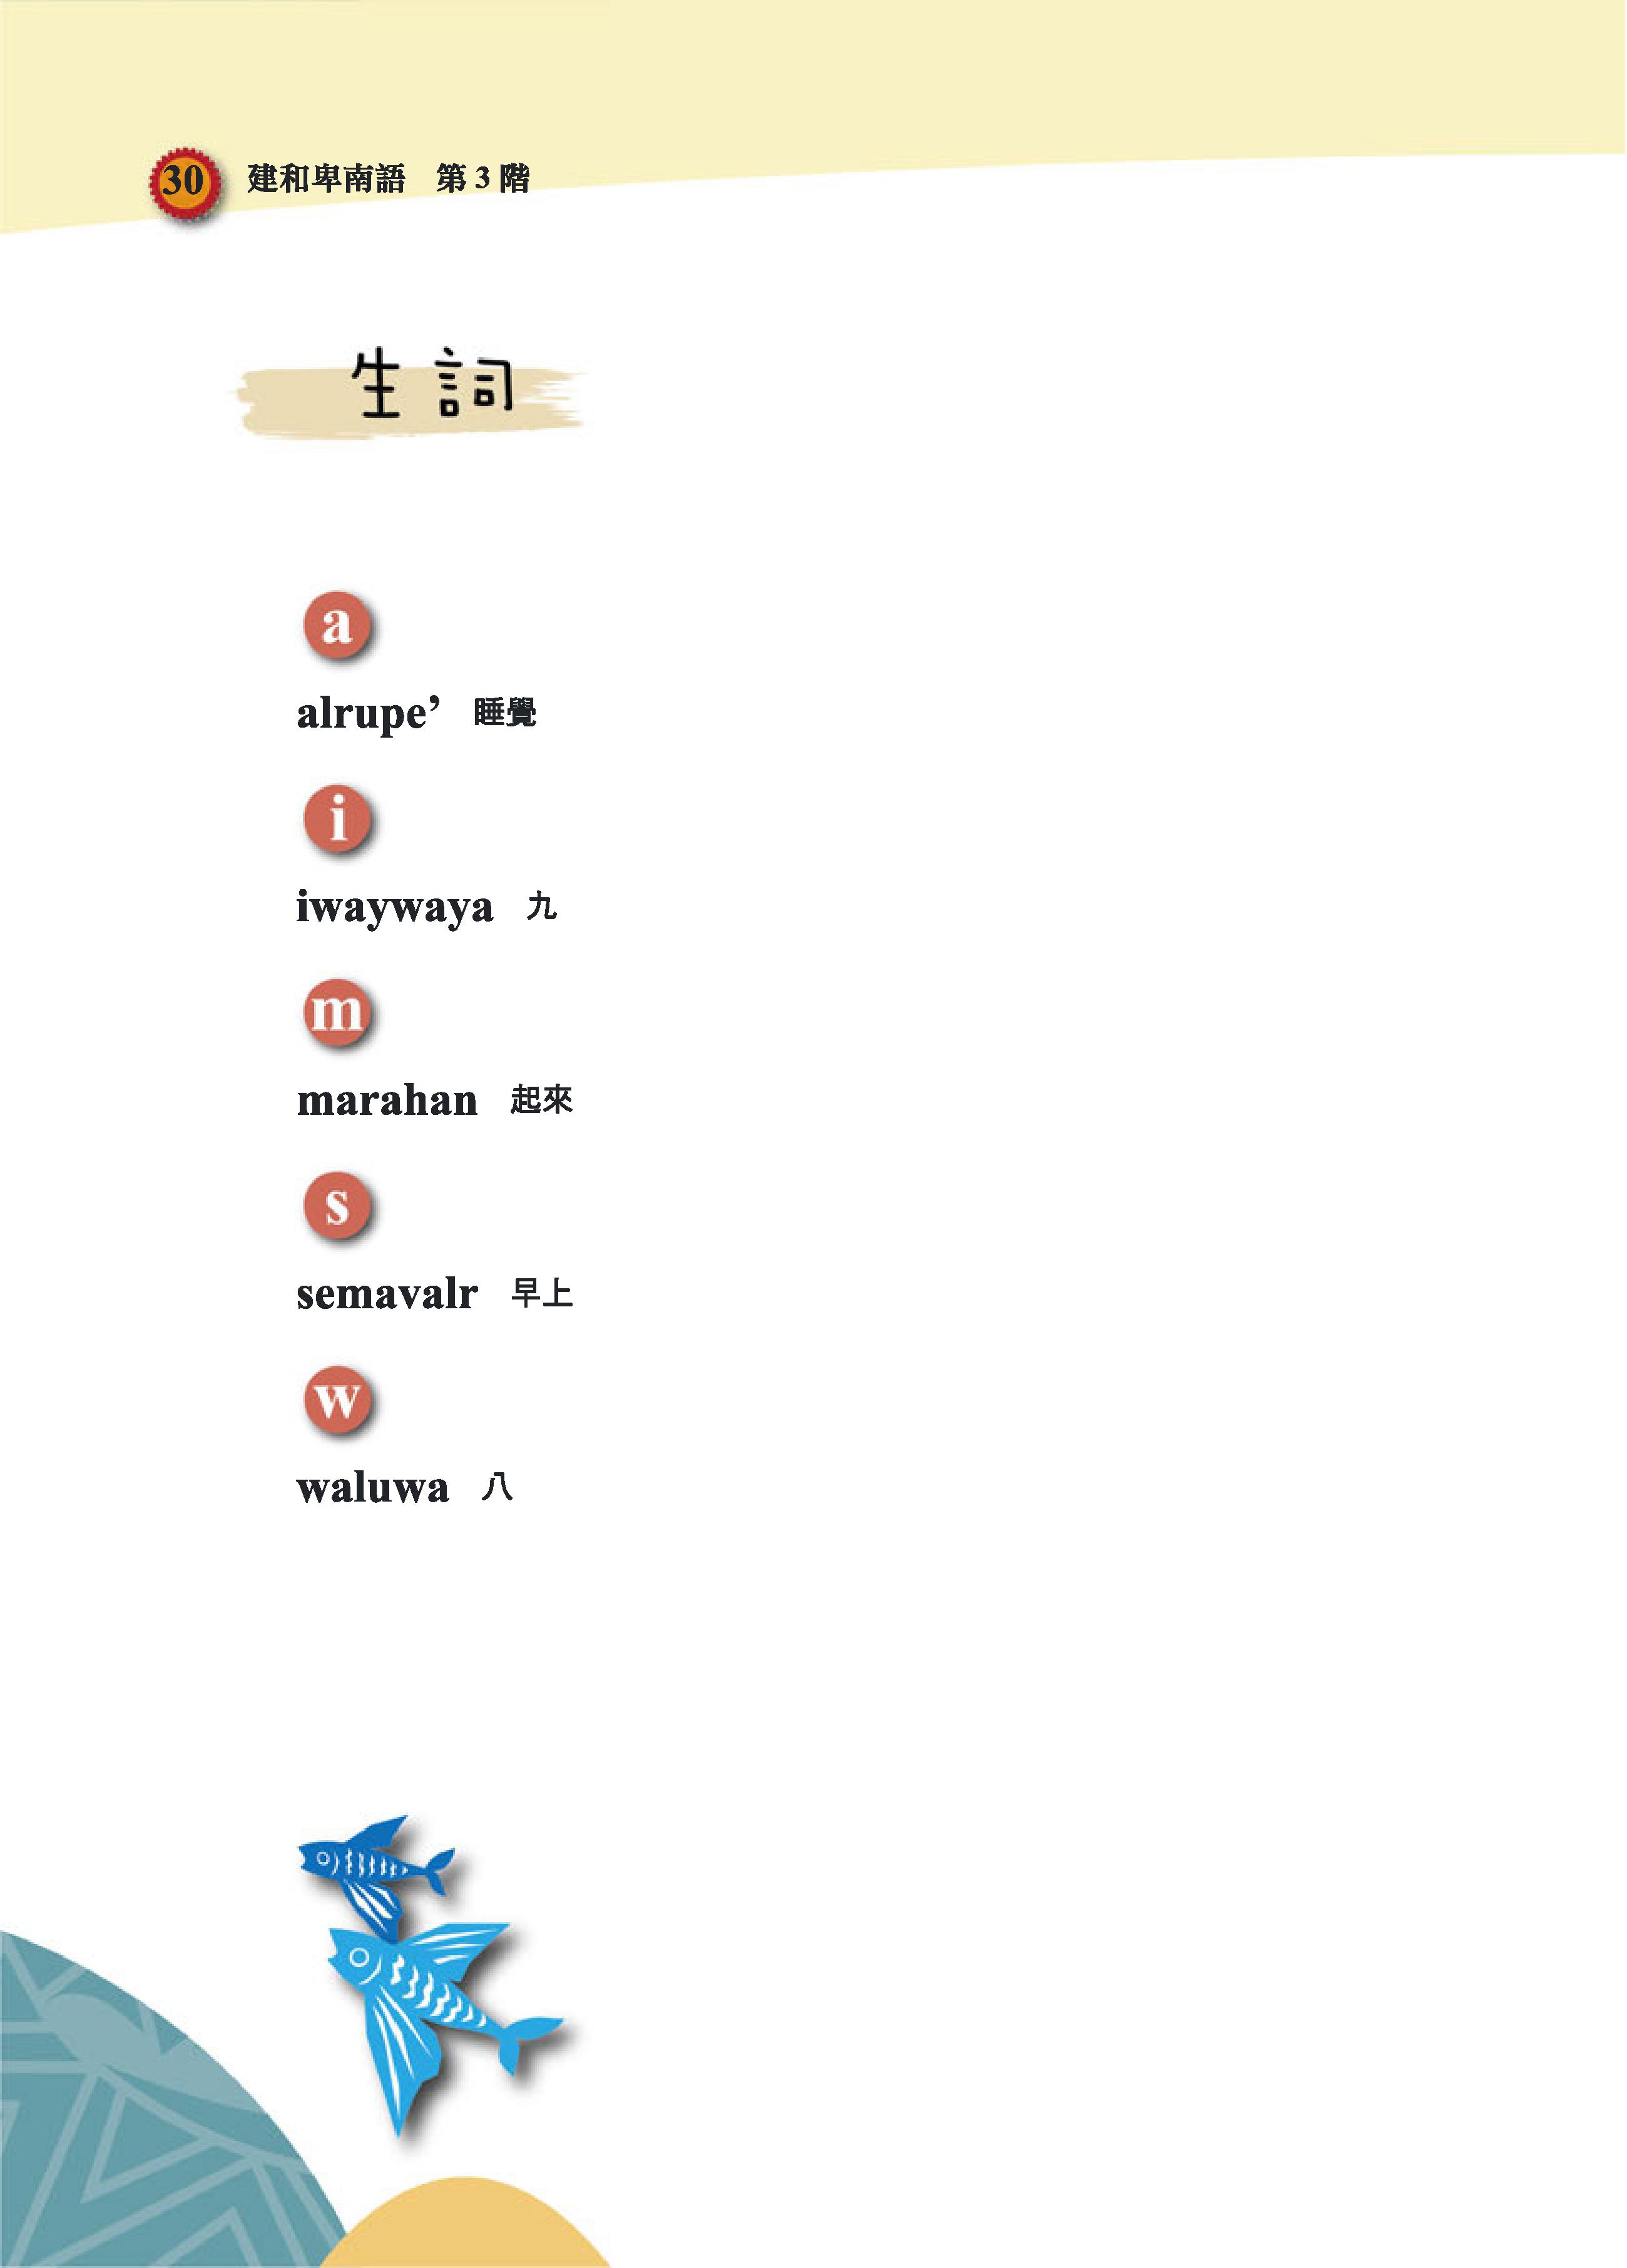 30 建和卑南語 第3階
生詞
a
alrupe’ 睡覺
i
iwaywaya 九
m
marahan 起來
s
semavalr 早上
w
waluwa 八